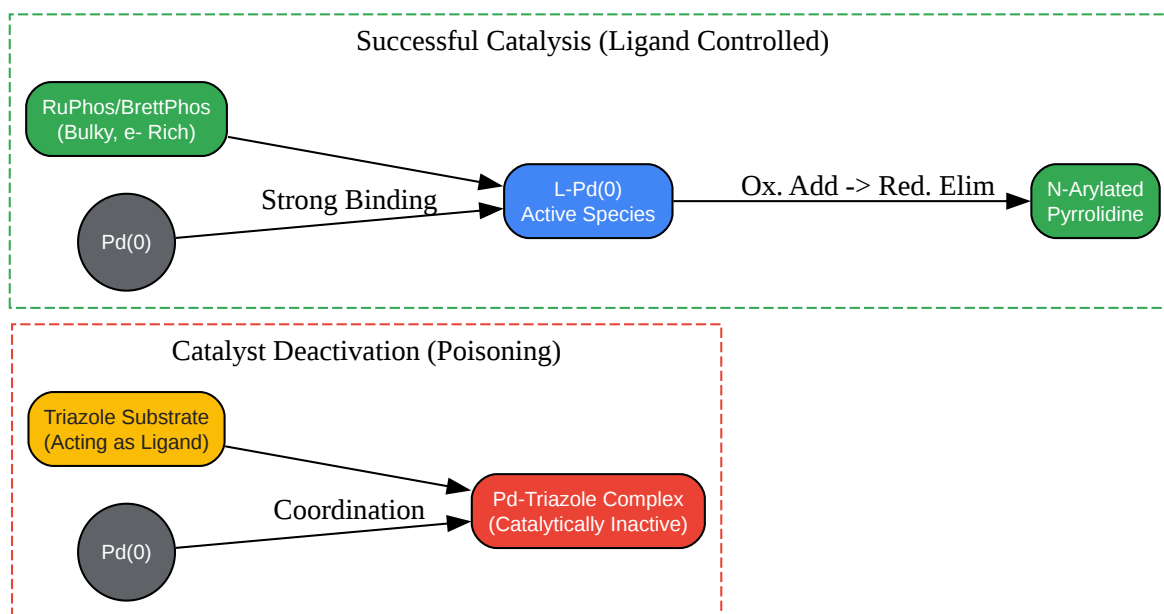 Successful Catalysis (Ligand Controlled)
RuPhos/BrettPhos
(Bulky, e- Rich)
Strong Binding
Pd(0)
L-Pd(0)
Active Species
Ox. Add -> Red. Elim
N-Arylated
Pyrrolidine
Catalyst Deactivation (Poisoning)
Triazole Substrate
(Acting as Ligand)
Coordination
Pd(0)
Pd-Triazole Complex
(Catalytically Inactive)